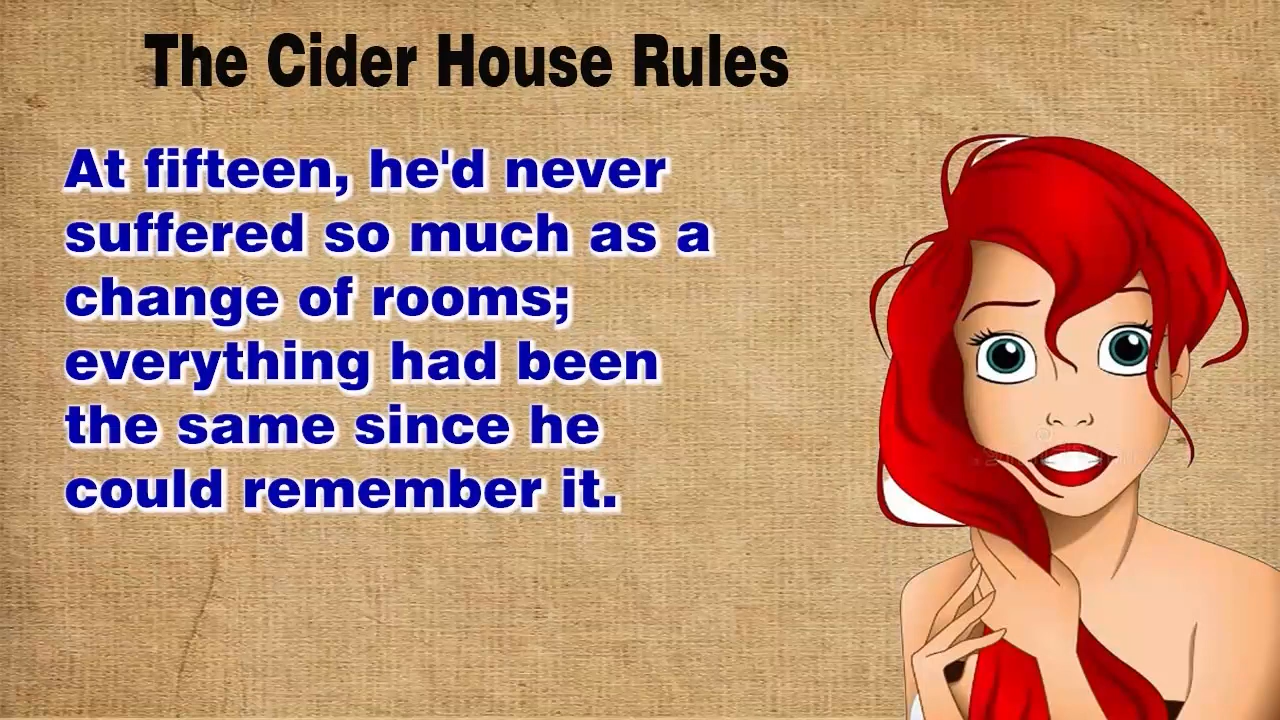 The Cider House Rules
At fifteen, he'd never
suffered so much as a
change of rooms;
everything had been
the same since he
could remember it.